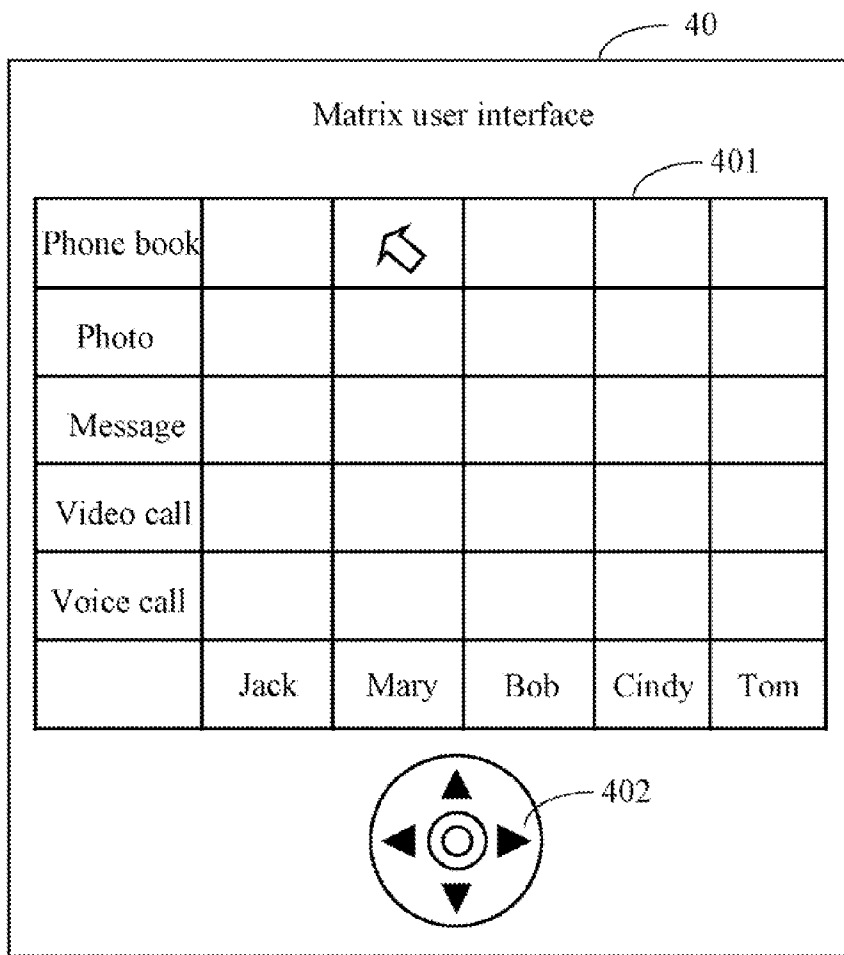 40
Matrix user interface
401
Phone book
Photo
Message
Video call
Voice call
Jack Mary Bob Cindy Tom
402